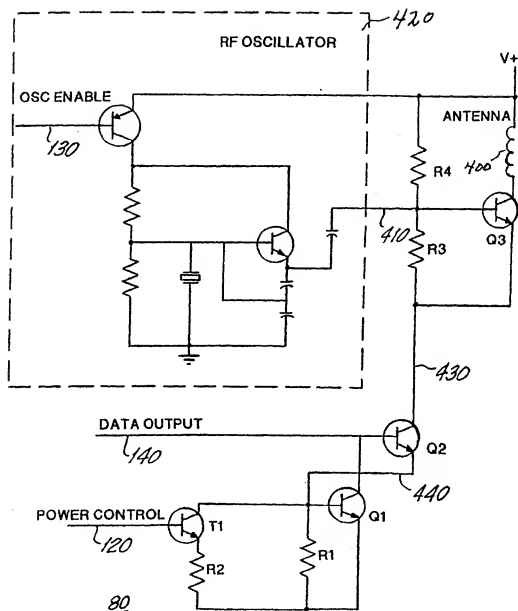 420
RF OSCILLATOR
V+
OSC ENABLE
ANTENNA
130
400
R4
410
Q3
R3
430
DATA OUTPUT
140
Q2
440
POWER CONTROL
T1
Q1
120
R2
R1
80